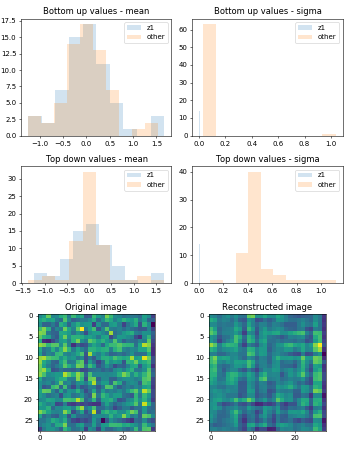 Bottom up values - mean
Bottom up values - sigma
17.5
15.0
12.5
10.0
7.5
5.0
2.5
0.0
z1
other
−1.0 −0.5 0.0 0.5 1.0 1.5
60
50
40
30
20
10
0
z1
other
0.0 0.2 0.4 0.6 0.8 1.0
Top down values - mean
Top down values - sigma
30
25
20
15
10
5
0
z1
other
−1.5 −1.0 −0.5 0.0 0.5 1.0 1.5
40
30
20
10
0
z1
other
0.0 0.2 0.4 0.6 0.8 1.0
Original image
Reconstructed image
0
5
10
15
20
25
0 10 20
0
5
10
15
20
25
0 10 20